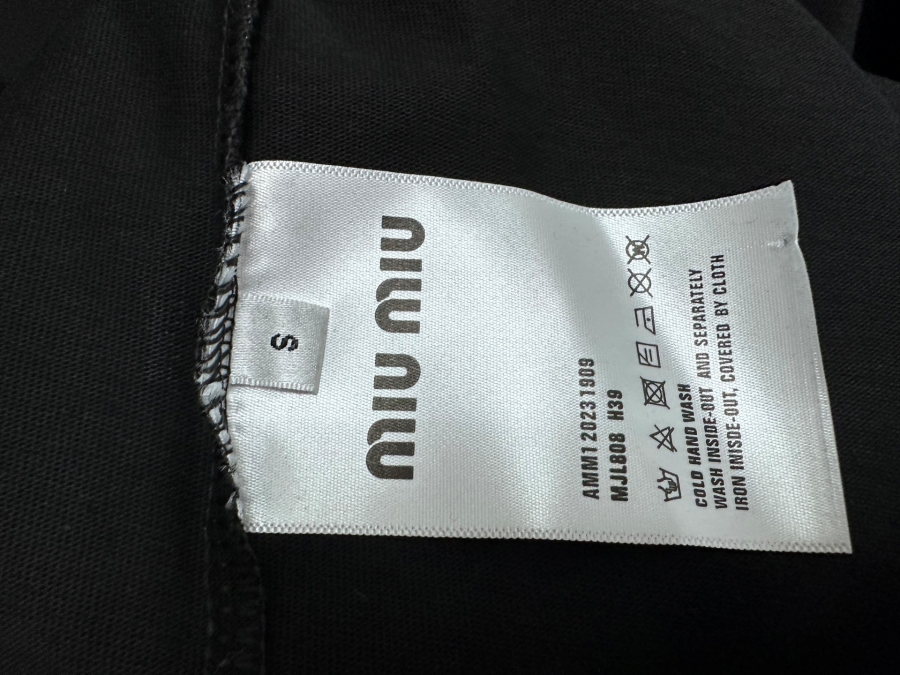 S
MIU MIU
AMM120231909
MJL808 H39
COLD HAND WASH
WASH INSIDE-OUT AND SEPARATELY
IRON INISDE-OUT, COVERED BY CLOTH